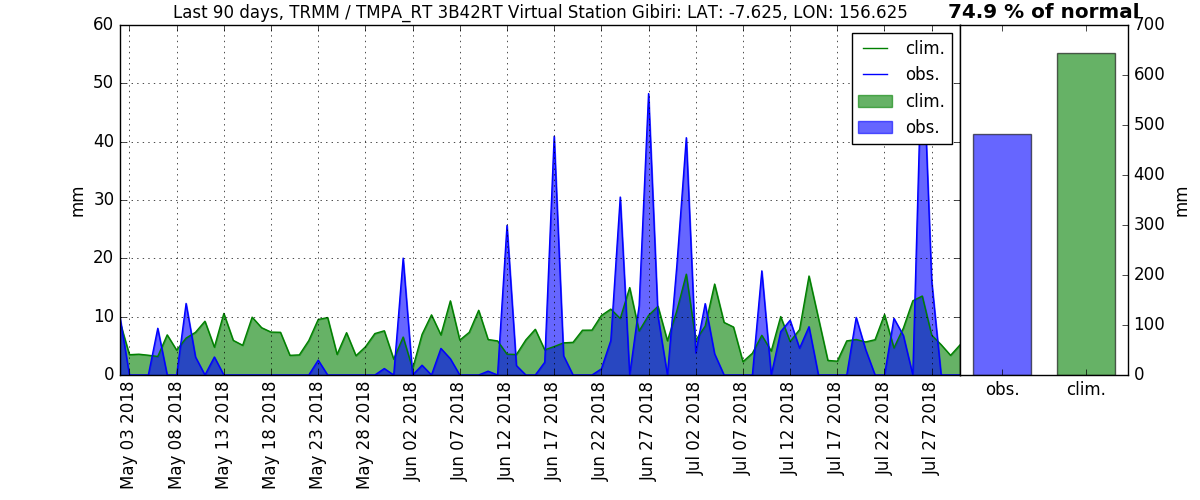 Last 90 days, TRMM / TMPA_RT 3B42RT Virtual Station Gibiri: LAT: -7.625, LON: 156.625
74.9 % of normal
60
50
40
30
20
10
0
mm
clim.
obs.
clim.
obs.
700
600
500
400
300
200
100
0
mm
obs.
clim.
May 03 2018
May 08 2018
May 13 2018
May 18 2018
May 23 2018
May 28 2018
Jun 02 2018
Jun 07 2018
Jun 12 2018
Jun 17 2018
Jun 22 2018
Jun 27 2018
Jul 02 2018
Jul 07 2018
Jul 12 2018
Jul 17 2018
Jul 22 2018
Jul 27 2018